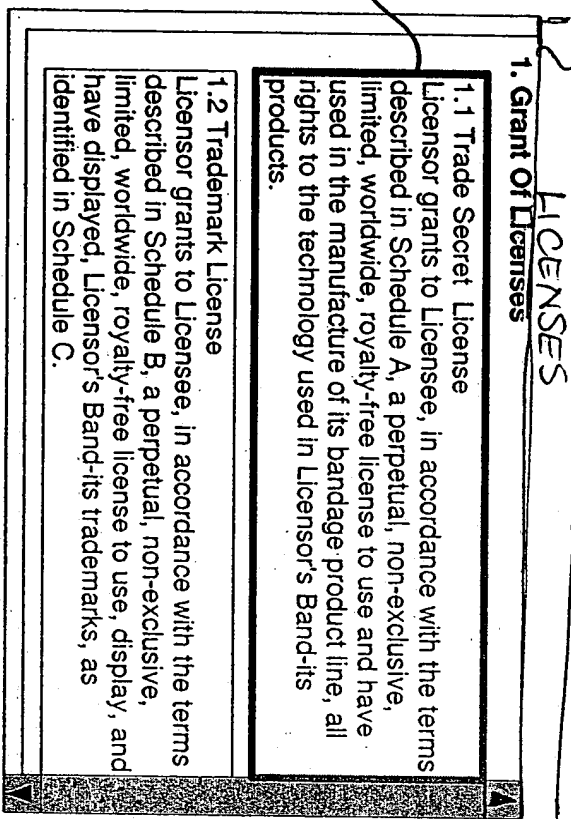 LICENSES
1. Grant Of Licenses
1.1 Trade Secret License
Licensor grants to Licensee, in accordance with the terms
described in Schedule A, a perpetual, non-exclusive,
limited, worldwide, royalty-free license to use and have
used in the manufacture of its bandage product line, all
rights to the technology used in Licensor's Band-its
products.
1.2 Trademark License
Licensor grants to Licensee, in accordance with the terms
described in Schedule B, a perpetual, non-exclusive,
limited, worldwide, royalty-free license to use, display, and
have displayed, Licensor's Band-its trademarks, as
identified in Schedule C.